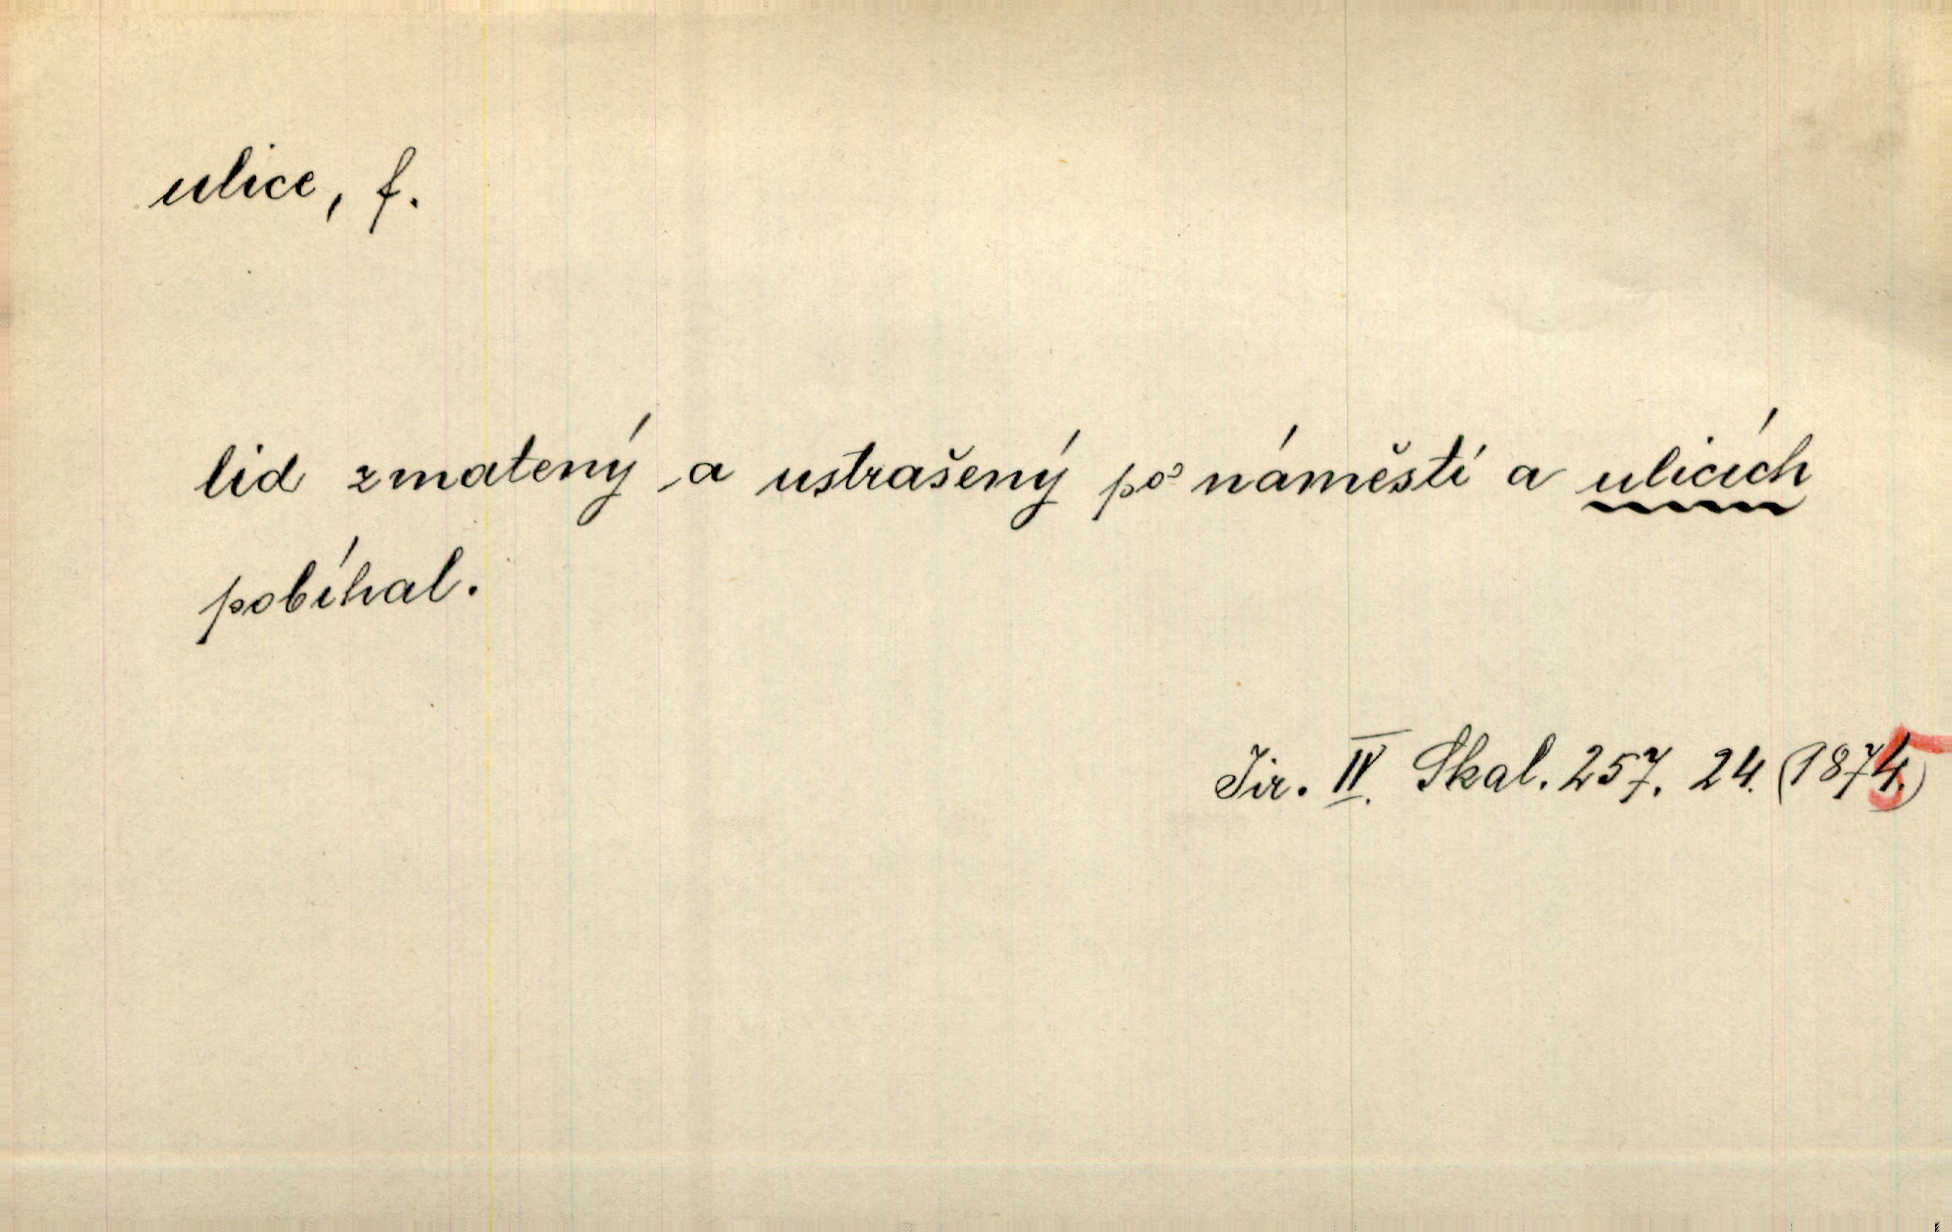 ulice, f.
lid zmatený a ustrašený po náměstí a ulicích
pobíhal.
Jir. IV. Skal. 257. 24. (1875)